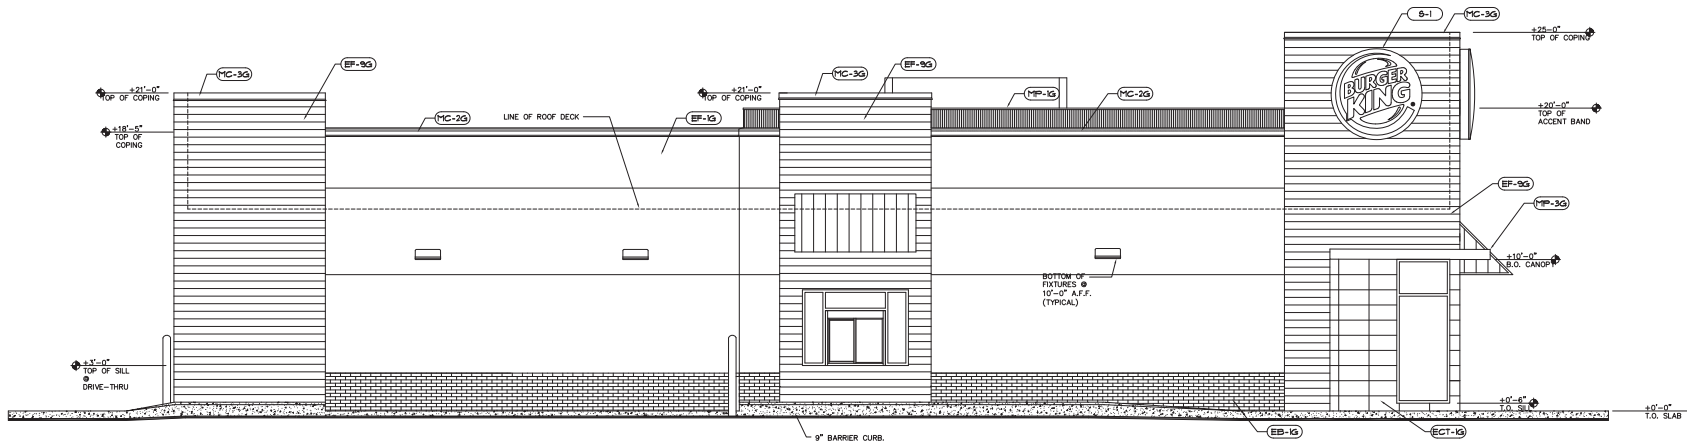 S-1
MC-3G
+25'-0"
TOP OF COPING
MC-3G
EF-9G
MC-3G
EF-9G
BURGER
KING
+21'-0"
TOP OF COPING
+21'-0"
TOP OF COPING
MP-1G
MC-2G
+20'-0"
TOP OF
ACCENT BAND
+18'-5"
TOP OF
COPING
MC-2G
LINE OF ROOF DECK
EF-1G
EF-9G
MP-3G
+10'-0"
B.O. CANOPY
BOTTOM OF
FIXTURES @
10'-0" A.F.F.
(TYPICAL)
+3'-0"
TOP OF SILL
@
DRIVE-THRU
+0'-6"
T.O. SILL
+0'-0"
T.O. SLAB
9" BARRIER CURB.
EB-1G
ECT-1G